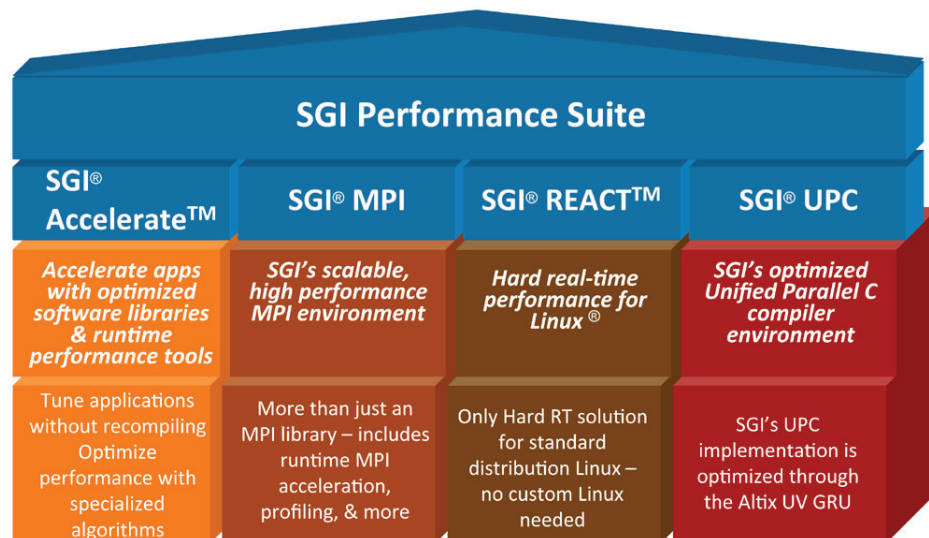 SGI Performance Suite
SGI® Accelerate™
SGI® MPI
SGI® REACT™
SGI® UPC
Accelerate apps
with optimized
software libraries
& runtime
performance tools
SGI's scalable,
high performance
MPI environment
Hard real-time
performance for
Linux ®
SGI's optimized
Unified Parallel C
compiler
environment
Tune applications
without recompiling
Optimize
performance with
specialized
algorithms
More than just an
MPI library – includes
runtime MPI
acceleration,
profiling, & more
Only Hard RT solution
for standard
distribution Linux –
no custom Linux
needed
SGI's UPC
implementation is
optimized through
the Altix UV GRU